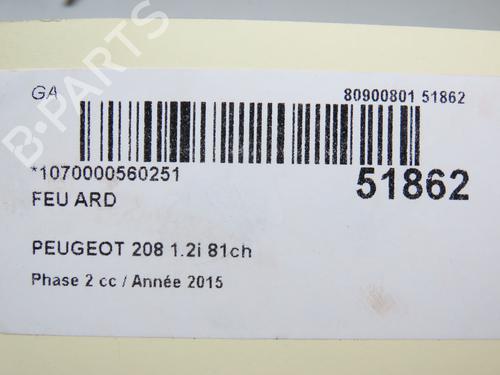 GA
80900801 51862
*1070000560251
51862
FEU ARD
PEUGEOT 208 1.2i 81ch
Phase 2 cc / Année 2015
B-PARTS